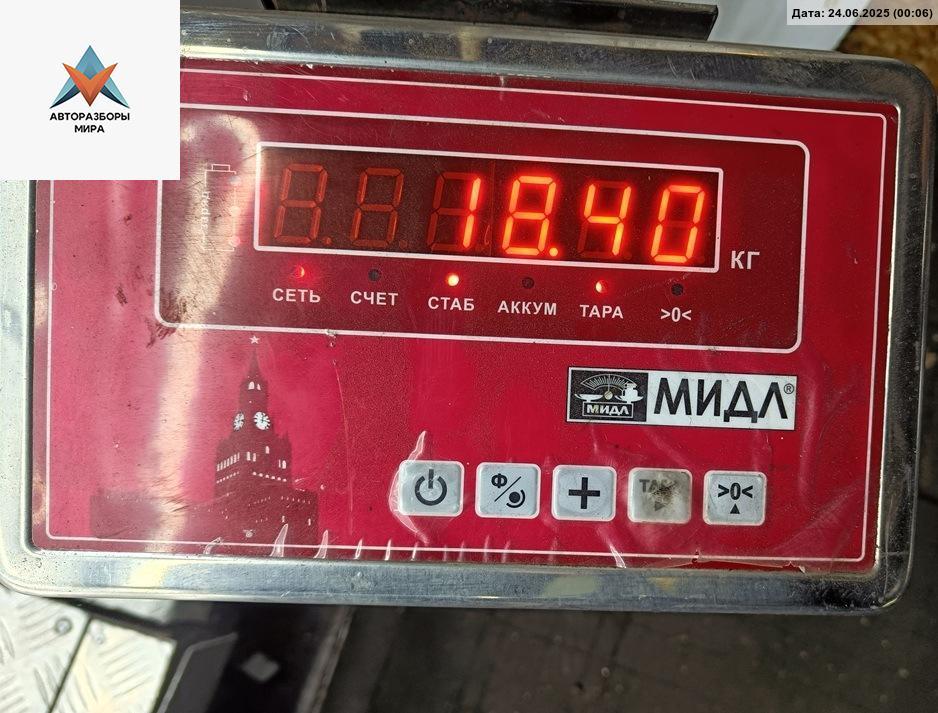 Дата: 24.06.2025 (00:06)
АВТОРАЗБОРЫ
МИРА
18.40
КГ
СЕТЬ СЧЕТ СТАБ АККУМ ТАРА >0<
МИДЛ МИДЛ®
Ф
+
>0<